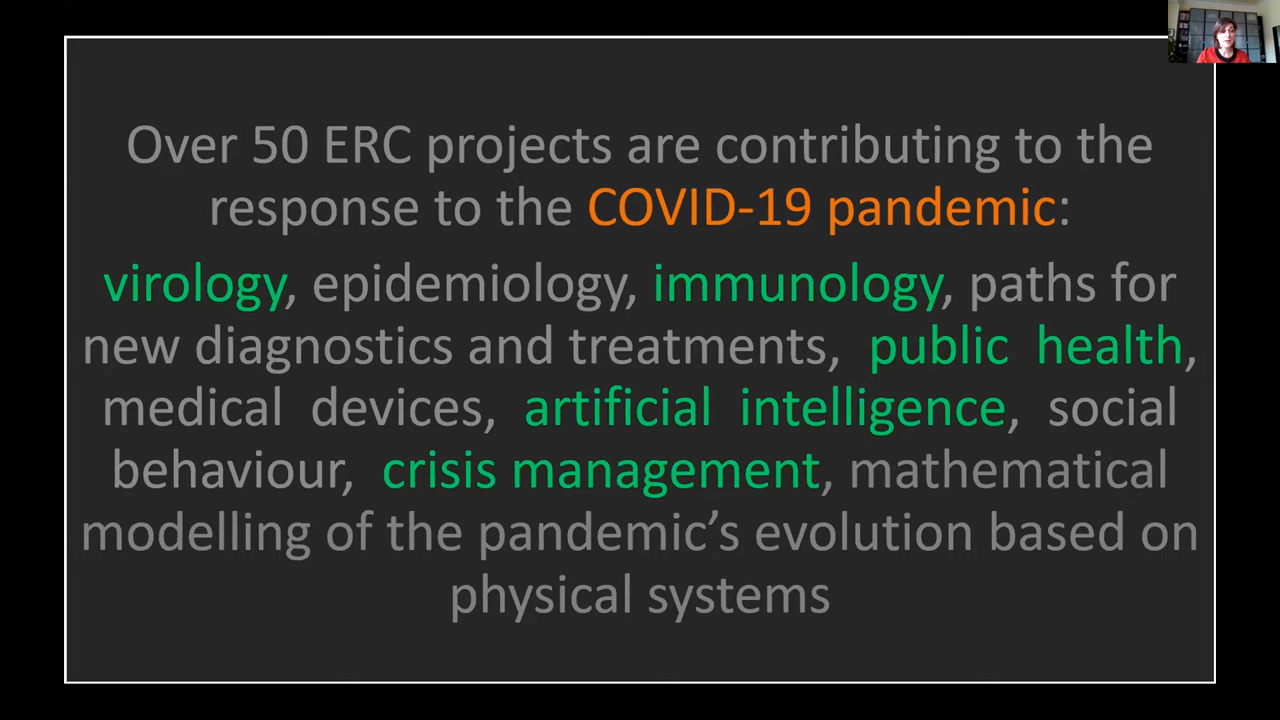 Over 50 ERC projects are contributing to the
response to the COVID-19 pandemic:
virology, epidemiology, immunology, paths for
new diagnostics and treatments, public health,
medical devices, artificial intelligence, social
behaviour, crisis management, mathematical
modelling of the pandemic’s evolution based on
physical systems